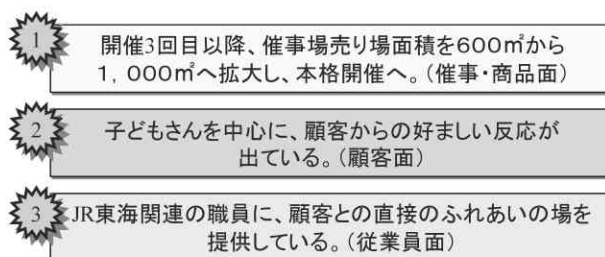 1
開催3回目以降、催事場売り場面積を600㎡から
1,000㎡へ拡大し、本格開催へ。(催事・商品面)
2
子どもさんを中心に、顧客からの好ましい反応が
出ている。(顧客面)
3
JR東海関連の職員に、顧客との直接のふれあいの場を
提供している。(従業員面)